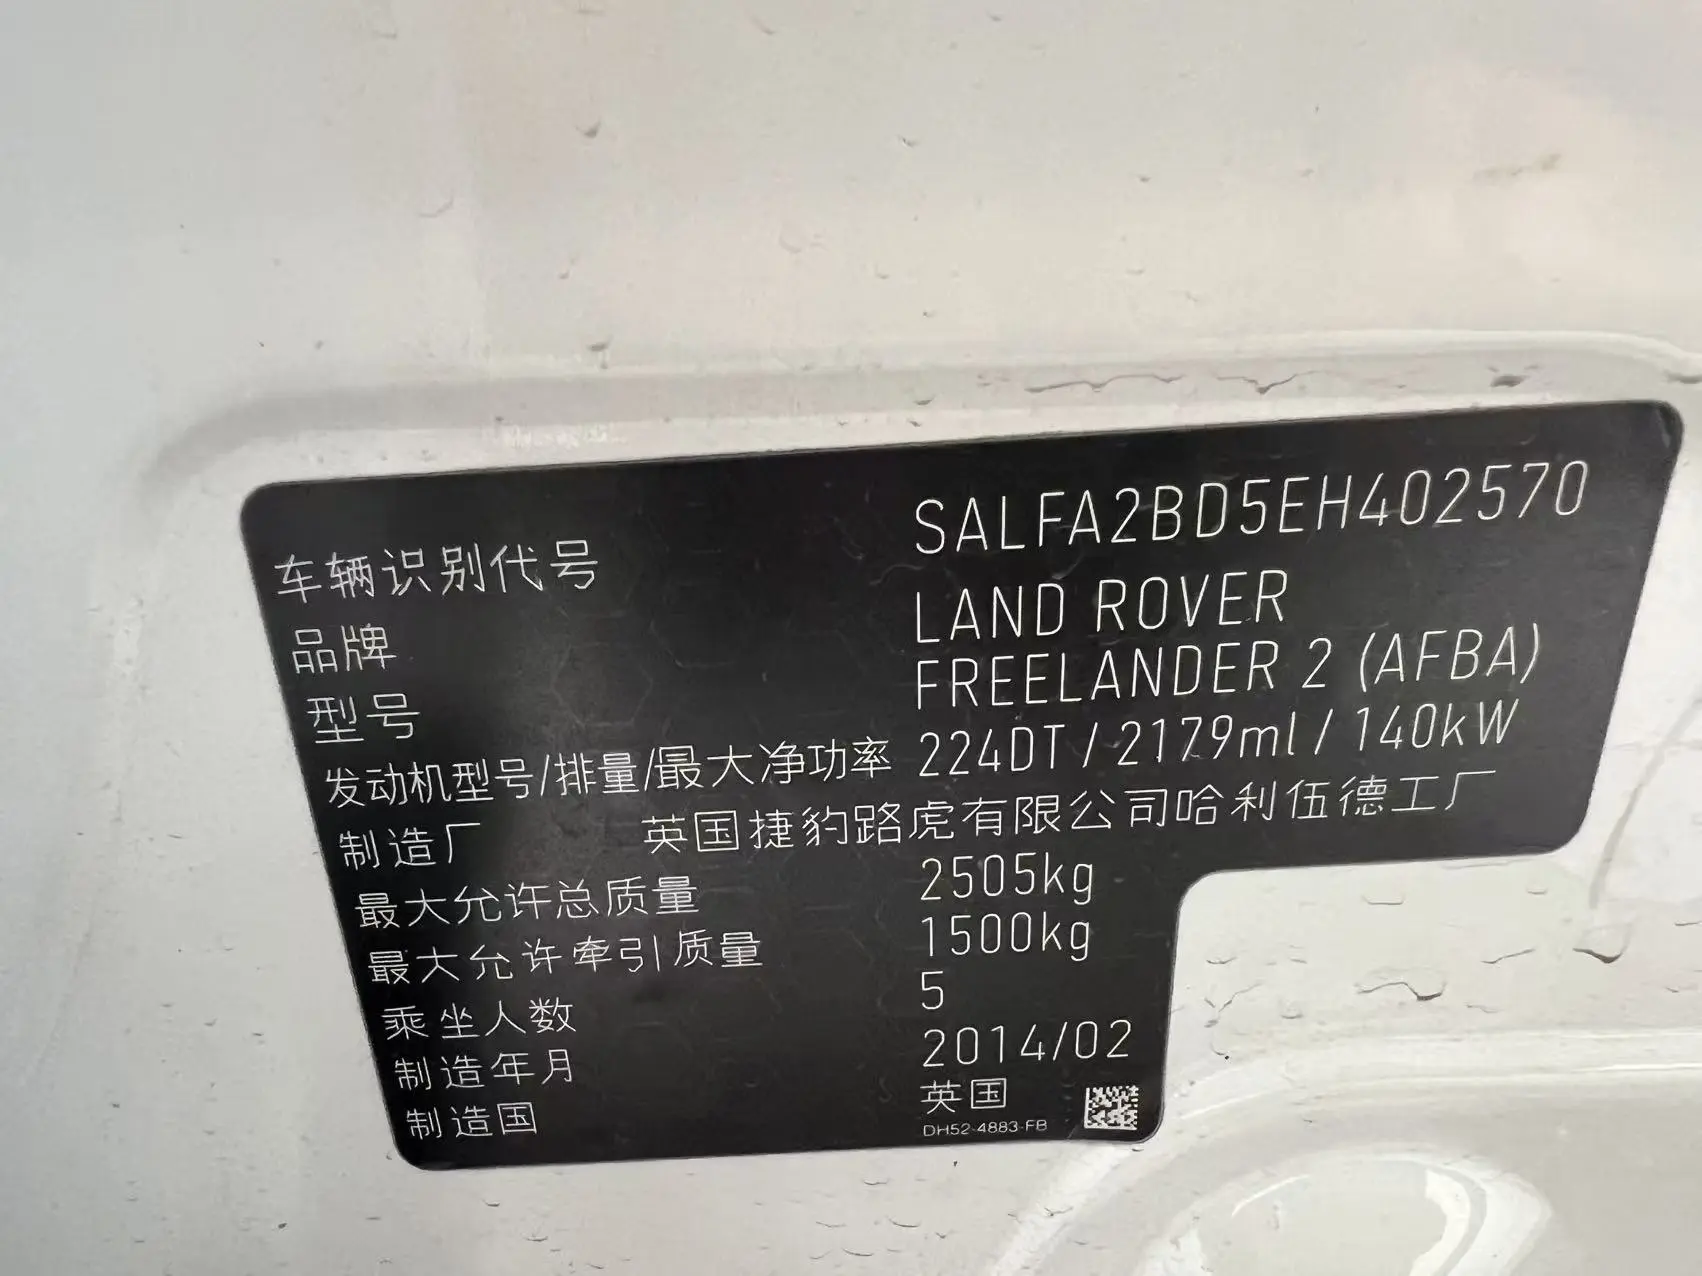 车辆识别代号 SALFA2BD5EH402570
品牌 LAND ROVER
型号 FREELANDER 2 (AFBA)
发动机型号/排量/最大净功率 224DT / 2179ml / 140kW
制造厂 英国捷豹路虎有限公司哈利伍德工厂
最大允许总质量 2505kg
最大允许牵引质量 1500kg
乘坐人数 5
制造年月 2014/02
制造国 英国
DH52-4883-FB